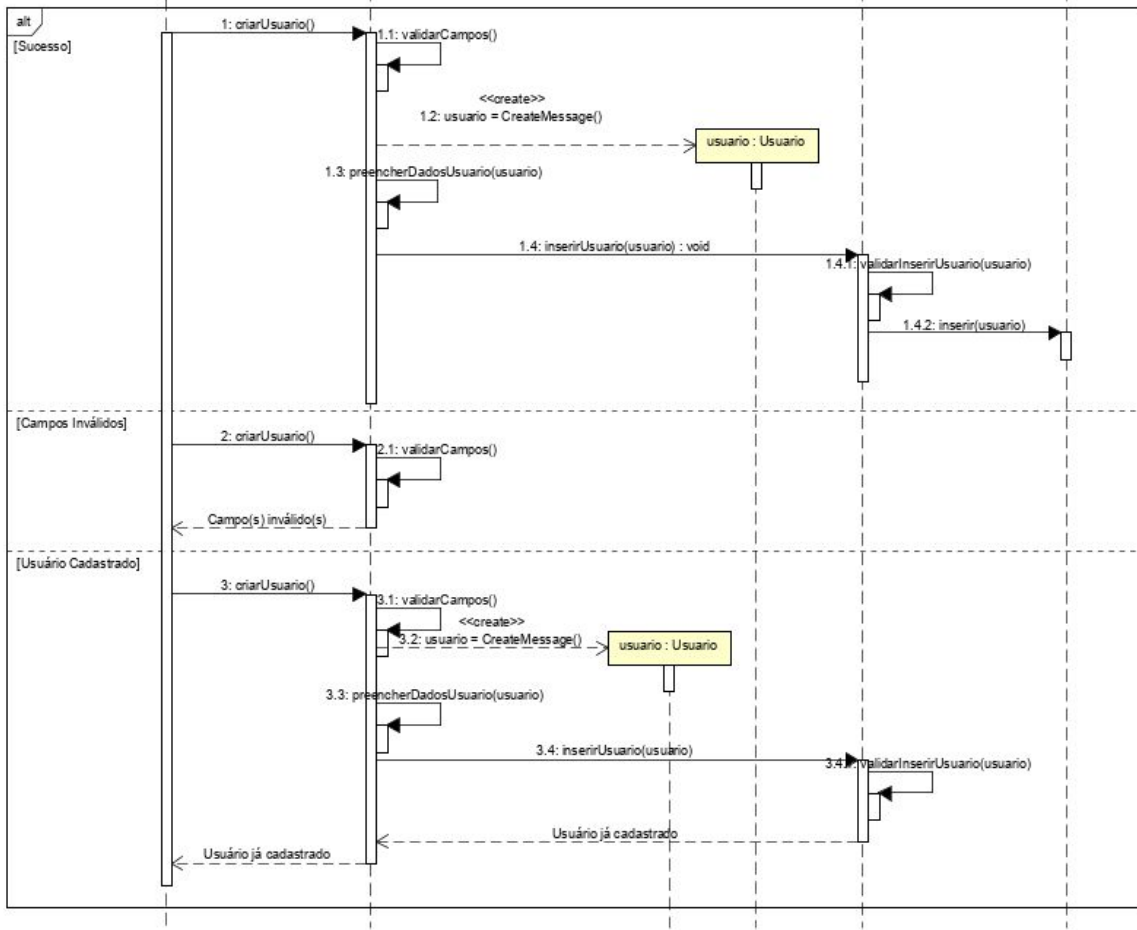 alt
[Sucesso]
1: criarUsuario()
1.1: validarCampos()
<<create>>
1.2: usuario = CreateMessage()
usuario : Usuario
1.3: preencherDadosUsuario(usuario)
1.4: inserirUsuario(usuario) : void
1.4.1: validarInserirUsuario(usuario)
1.4.2: inserir(usuario)
[Campos Inválidos]
2: criarUsuario()
2.1: validarCampos()
Campo(s) inválido(s)
[Usuário Cadastrado]
3: criarUsuario()
3.1: validarCampos()
<<create>>
3.2: usuario = CreateMessage()
usuario : Usuario
3.3: preencherDadosUsuario(usuario)
3.4: inserirUsuario(usuario)
3.4.1: validarInserirUsuario(usuario)
Usuário já cadastrado
Usuário já cadastrado